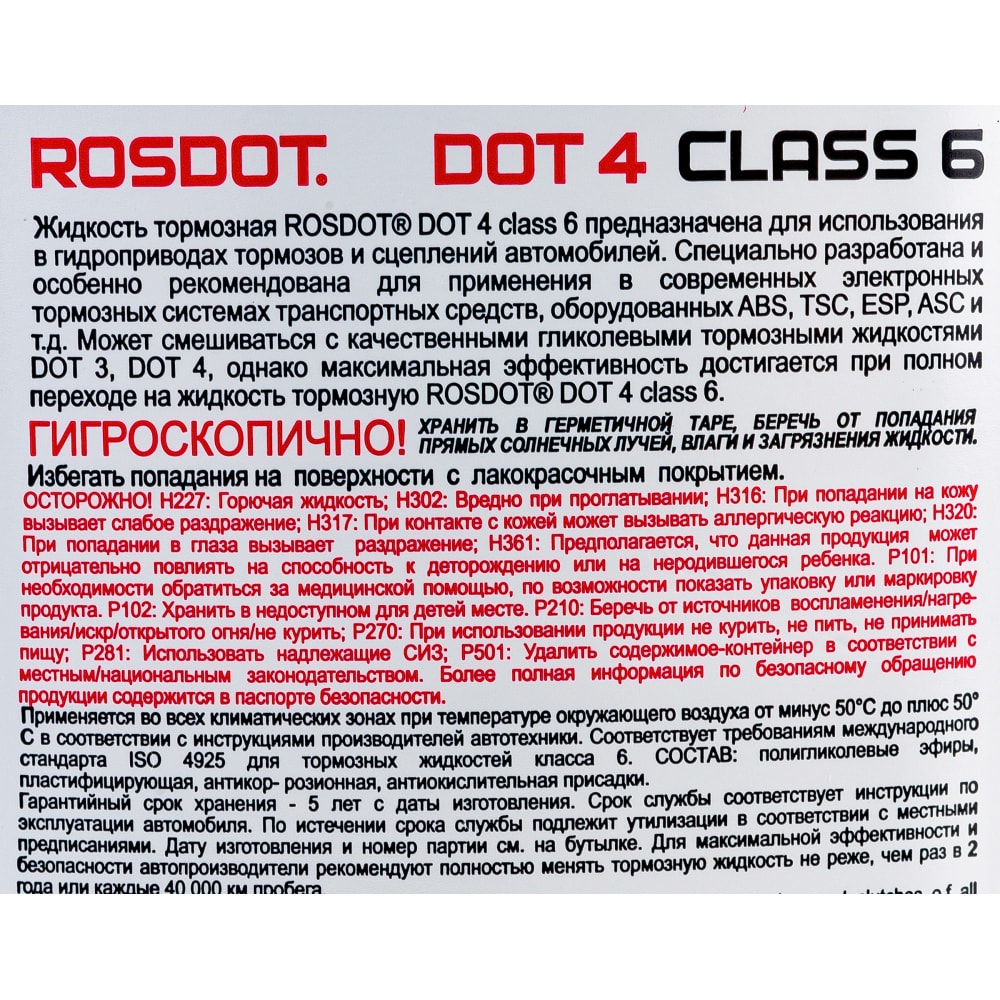 ROSDOT. DOT 4 CLASS 6
Жидкость тормозная ROSDOT® DOT 4 class 6 предназначена для использования
в гидроприводах тормозов и сцеплений автомобилей. Специально разработана и
особенно рекомендована для применения в современных электронных
тормозных системах транспортных средств, оборудованных ABS, TSC, ESP, ASC и
т.д. Может смешиваться с качественными гликолевыми тормозными жидкостями
DOT 3, DOT 4, однако максимальная эффективность достигается при полном
переходе на жидкость тормозную ROSDOT® DOT 4 class 6.
ГИГРОСКОПИЧНО! ХРАНИТЬ В ГЕРМЕТИЧНОЙ ТАРЕ, БЕРЕЧЬ ОТ ПОПАДАНИЯ
ПРЯМЫХ СОЛНЕЧНЫХ ЛУЧЕЙ, ВЛАГИ И ЗАГРЯЗНЕНИЯ ЖИДКОСТИ.
Избегать попадания на поверхности с лакокрасочным покрытием.
ОСТОРОЖНО! H227: Горючая жидкость; H302: Вредно при проглатывании; H316: При попадании на кожу
вызывает слабое раздражение; H317: При контакте с кожей может вызывать аллергическую реакцию; H320:
При попадании в глаза вызывает раздражение; H361: Предполагается, что данная продукция может
отрицательно повлиять на способность к деторождению или на неродившегося ребенка. P101: При
необходимости обратиться за медицинской помощью, по возможности показать упаковку или маркировку
продукта. P102: Хранить в недоступном для детей месте. P210: Беречь от источников воспламенения/нагре-
вания/искр/открытого огня/не курить; P270: При использовании продукции не курить, не пить, не принимать
пищу; P281: Использовать надлежащие СИЗ; P501: Удалить содержимое-контейнер в соответствии с
местным/национальным законодательством. Более полная информация по безопасному обращению
продукции содержится в паспорте безопасности.
Применяется во всех климатических зонах при температуре окружающего воздуха от минус 50°C до плюс 50°
С в соответствии с инструкциями производителей автотехники. Соответствует требованиям международного
стандарта ISO 4925 для тормозных жидкостей класса 6. СОСТАВ: полигликолевые эфиры,
пластифицирующая, антикор- розионная, антиокислительная присадки.
Гарантийный срок хранения - 5 лет с даты изготовления. Срок службы соответствует инструкции по
эксплуатации автомобиля. По истечении срока службы подлежит утилизации в соответствии с местными
предписаниями. Дату изготовления и номер партии см. на бутылке. Для максимальной эффективности и
безопасности автопроизводители рекомендуют полностью менять тормозную жидкость не реже, чем раз в 2
года или каждые 40 000 км пробега
of all